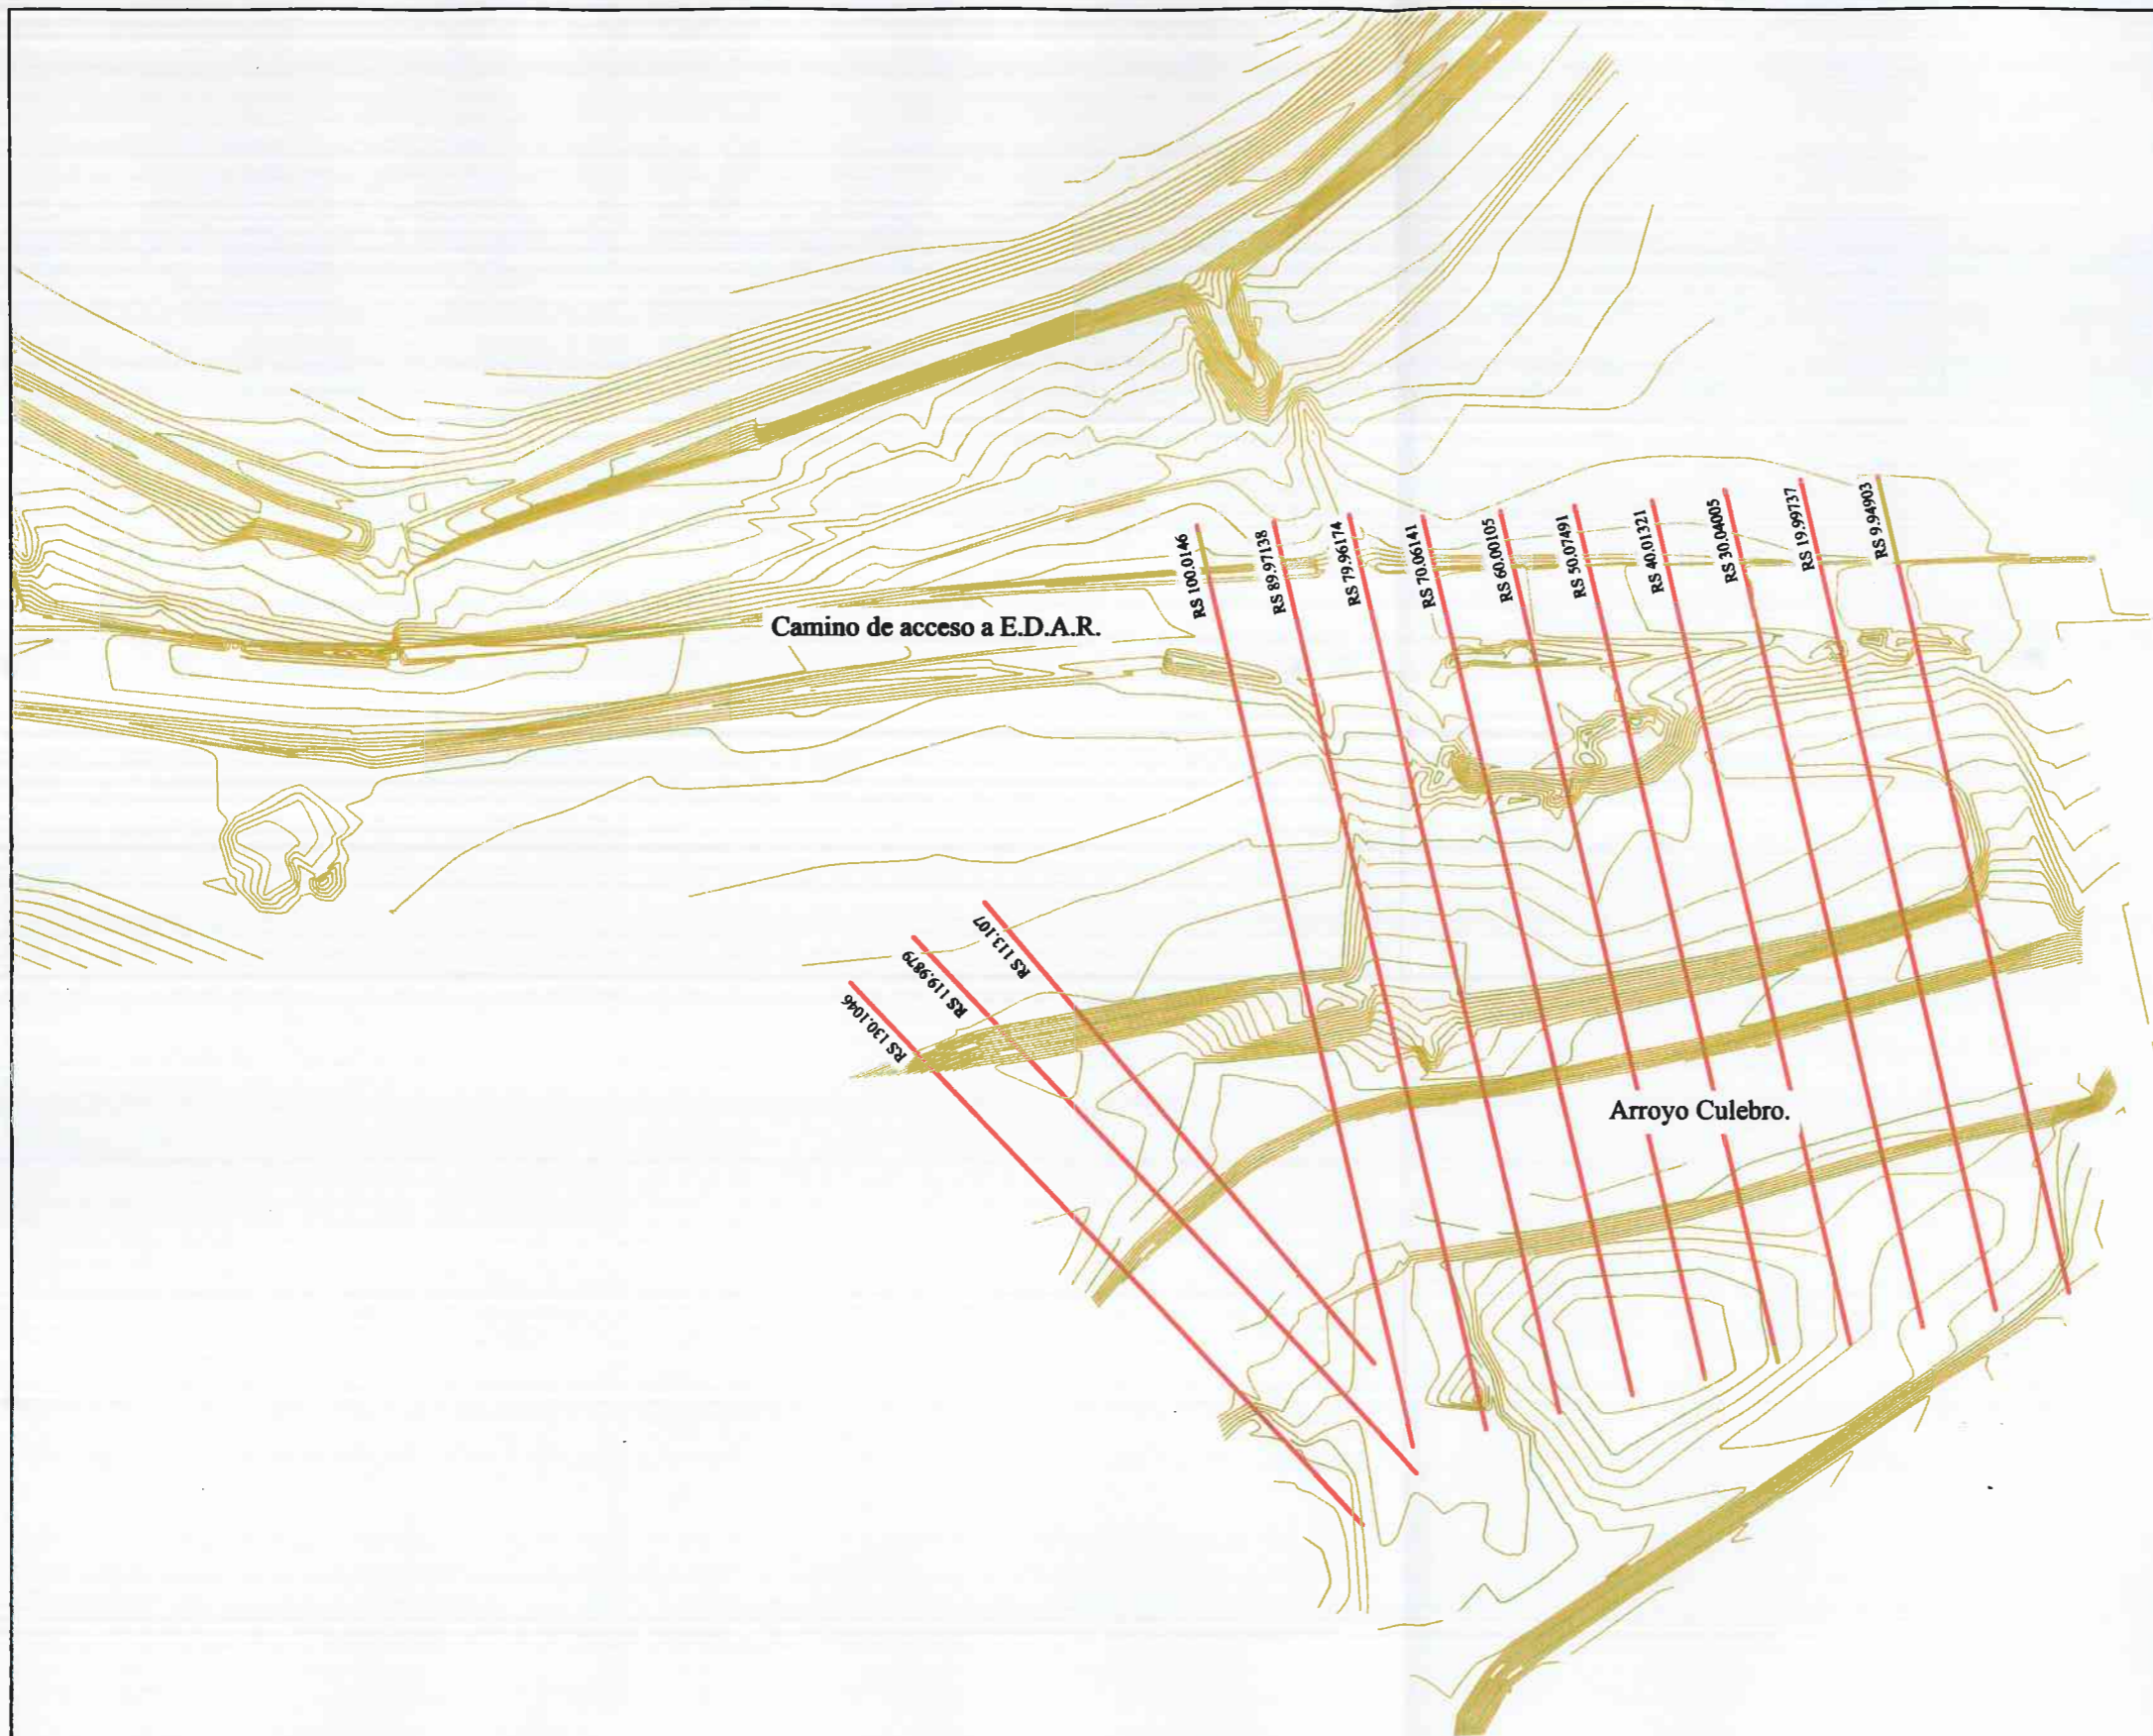 RS 100.0146
RS 89.97138
RS 79.96174
RS 70.06141
RS 60.00105
RS 50.07491
RS 40.01321
RS 30.04005
RS 19.99737
RS 9.94903
Camino de acceso a E.D.A.R.
RS 113.107
RS 119.9879
RS 130.1046
Arroyo Culebro.